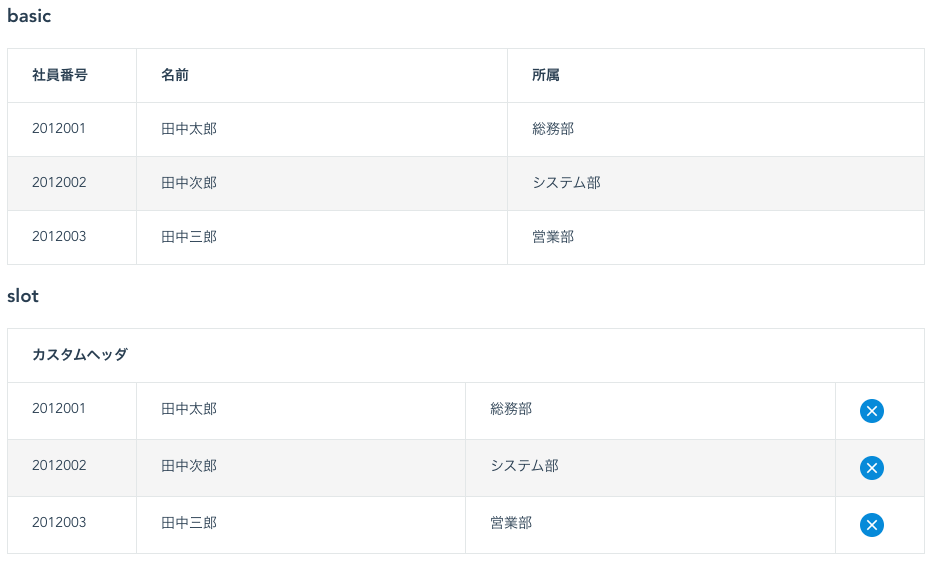 basic
社員番号 名前 所属
2012001 田中太郎 総務部
2012002 田中次郎 システム部
2012003 田中三郎 営業部
slot
カスタムヘッダ
2012001 田中太郎 総務部
2012002 田中次郎 システム部
2012003 田中三郎 営業部